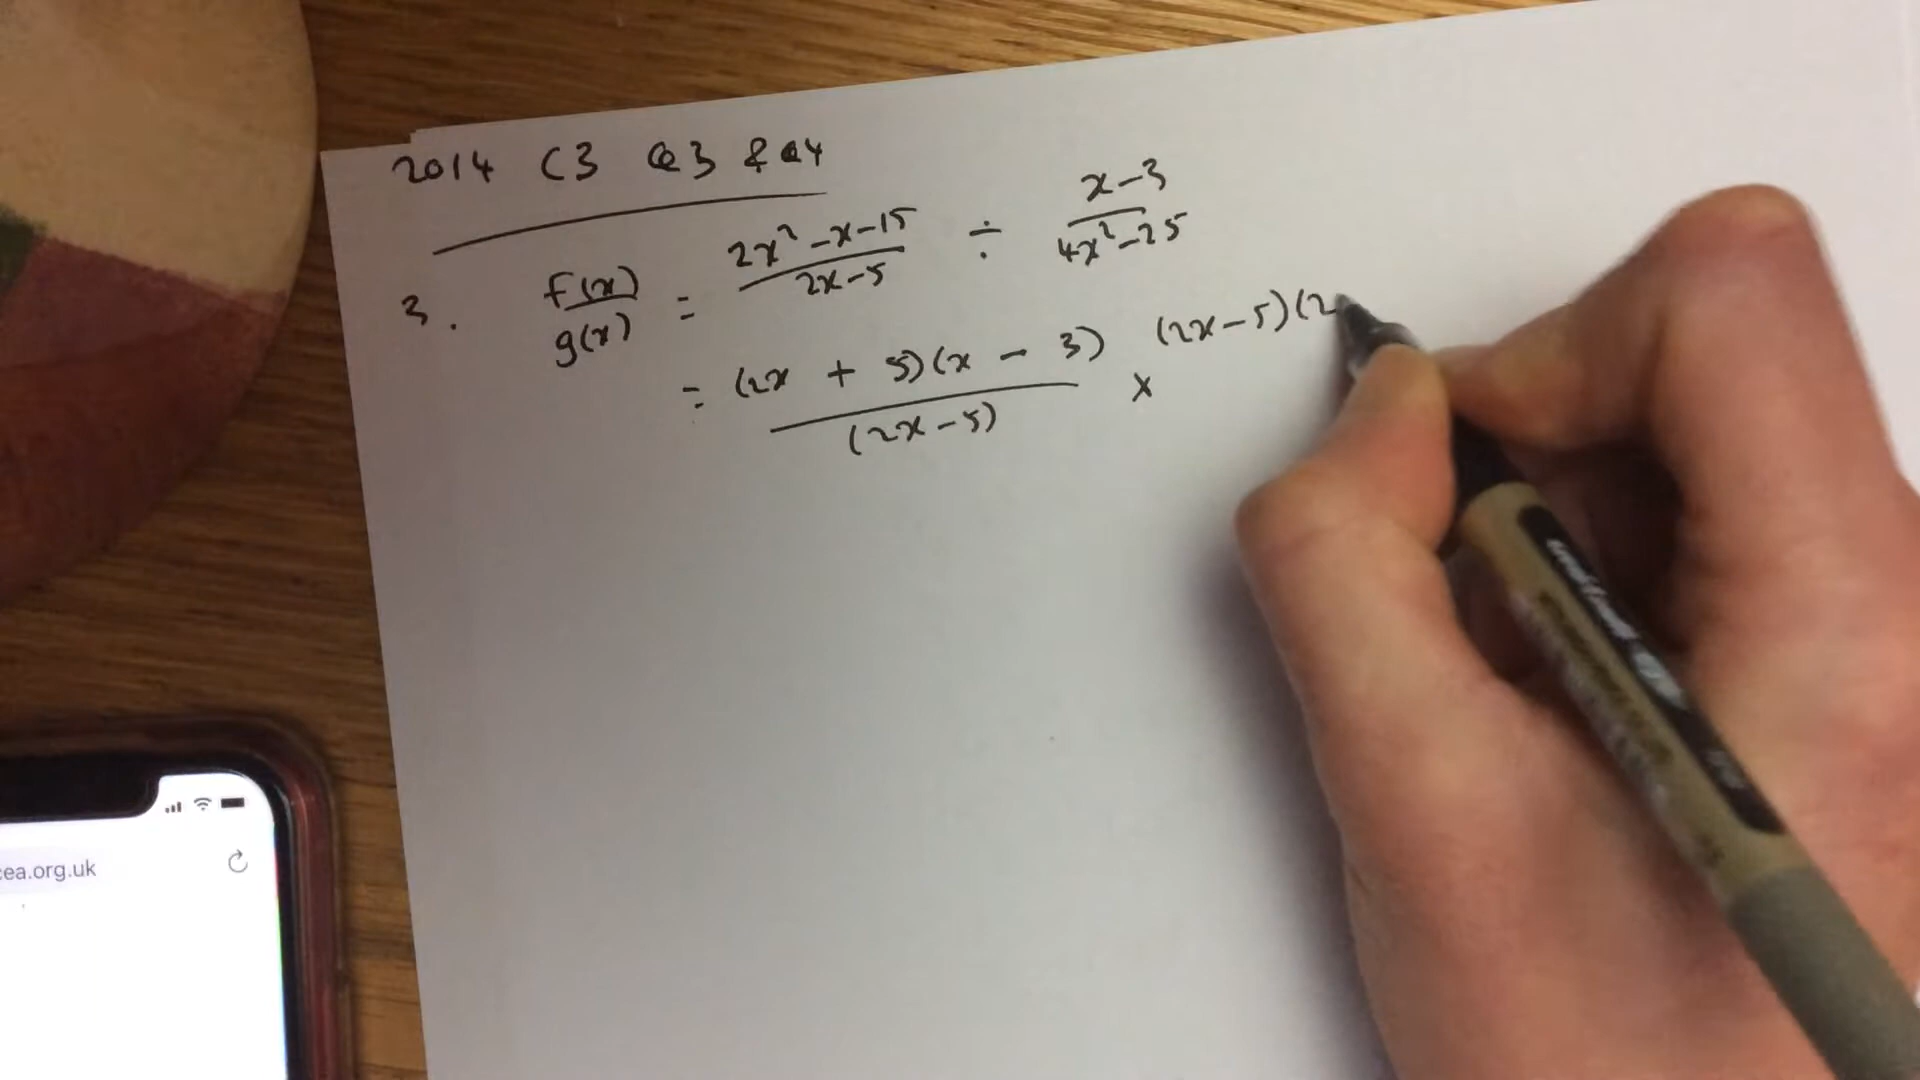 2014 C3 Q3 & Q4
3. f(x)/g(x) = 2x² - x - 15 / 2x - 5 ÷ x - 3 / 4x² - 25
= (2x + 5)(x - 3) / (2x - 5) × (2x - 5)(2
cea.org.uk